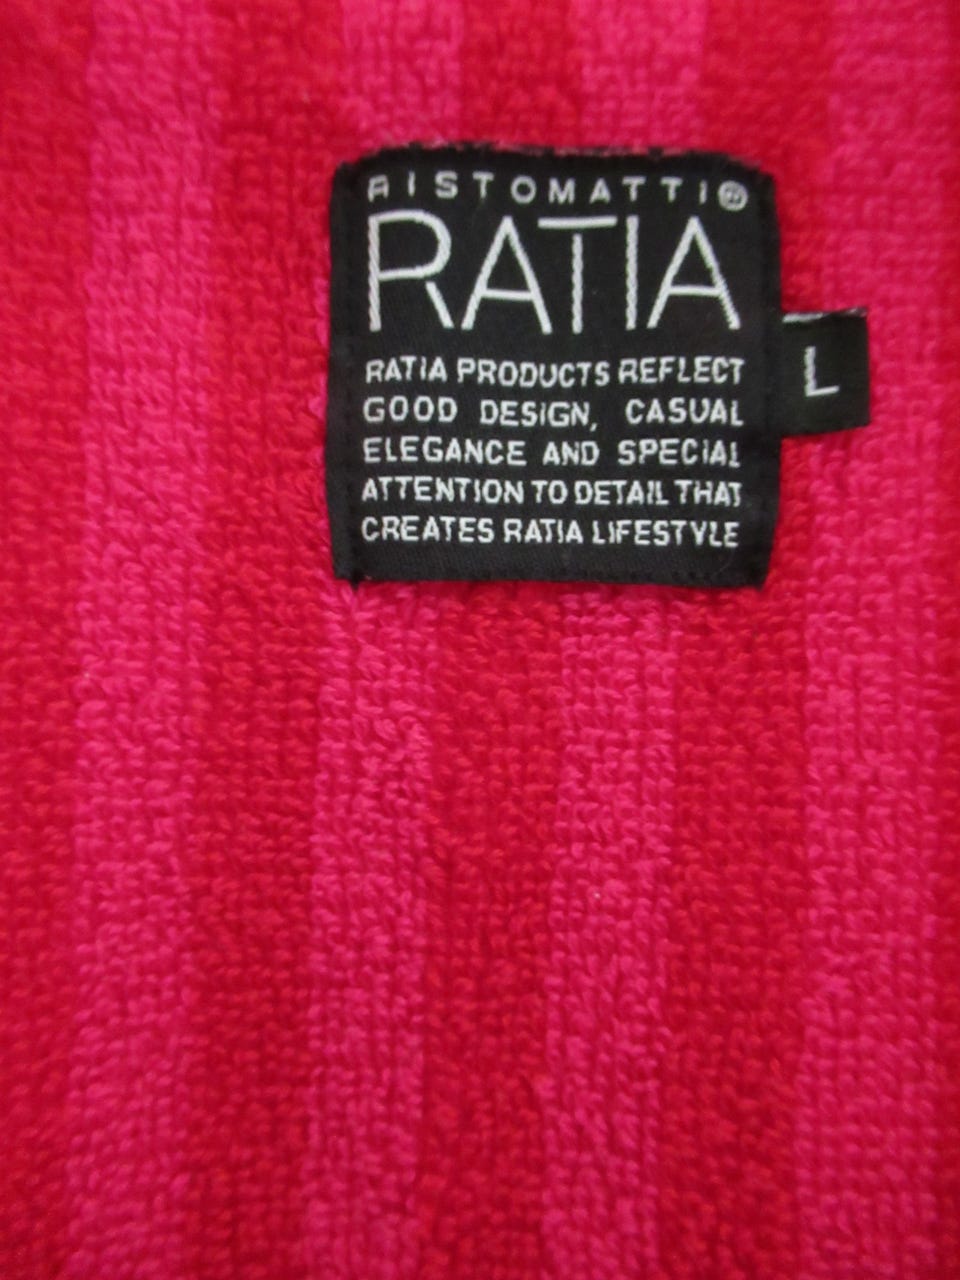 RISTOMATTI®
RATIA
L
RATIA PRODUCTS REFLECT
GOOD DESIGN, CASUAL
ELEGANCE AND SPECIAL
ATTENTION TO DETAIL THAT
CREATES RATIA LIFESTYLE